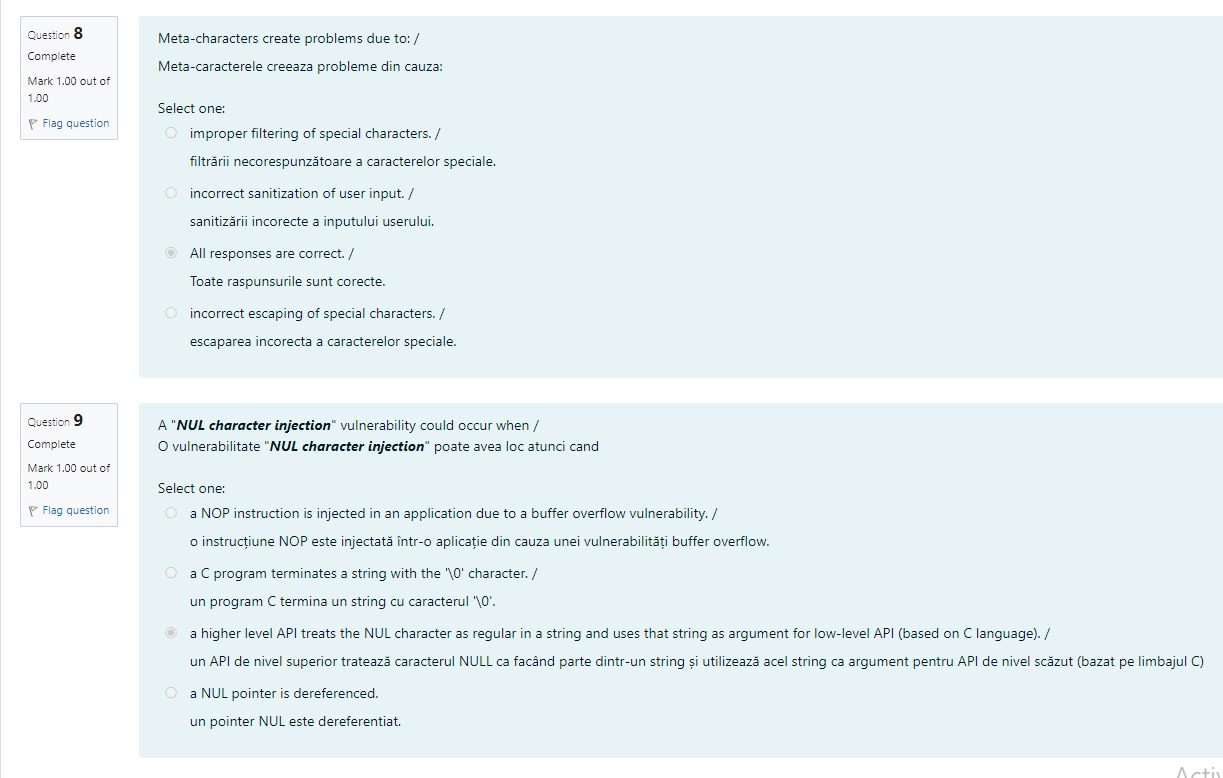 Question 8
Complete
Mark 1.00 out of
1.00
Flag question
Meta-characters create problems due to: /
Meta-caracterele creeaza probleme din cauza:
Select one:
improper filtering of special characters. /
filtrării necorespunzătoare a caracterelor speciale.
incorrect sanitization of user input. /
sanitizării incorecte a inputului userului.
All responses are correct. /
Toate raspunsurile sunt corecte.
incorrect escaping of special characters. /
escaparea incorecta a caracterelor speciale.
Question 9
Complete
Mark 1.00 out of
1.00
Flag question
A "NUL character injection" vulnerability could occur when /
O vulnerabilitate "NUL character injection" poate avea loc atunci cand
Select one:
a NOP instruction is injected in an application due to a buffer overflow vulnerability. /
o instrucțiune NOP este injectată într-o aplicație din cauza unei vulnerabilități buffer overflow.
a C program terminates a string with the '\0' character. /
un program C termina un string cu caracterul '\0'.
a higher level API treats the NUL character as regular in a string and uses that string as argument for low-level API (based on C language). /
un API de nivel superior tratează caracterul NULL ca facând parte dintr-un string și utilizează acel string ca argument pentru API de nivel scăzut (bazat pe limbajul C)
a NUL pointer is dereferenced.
un pointer NUL este dereferentiat.